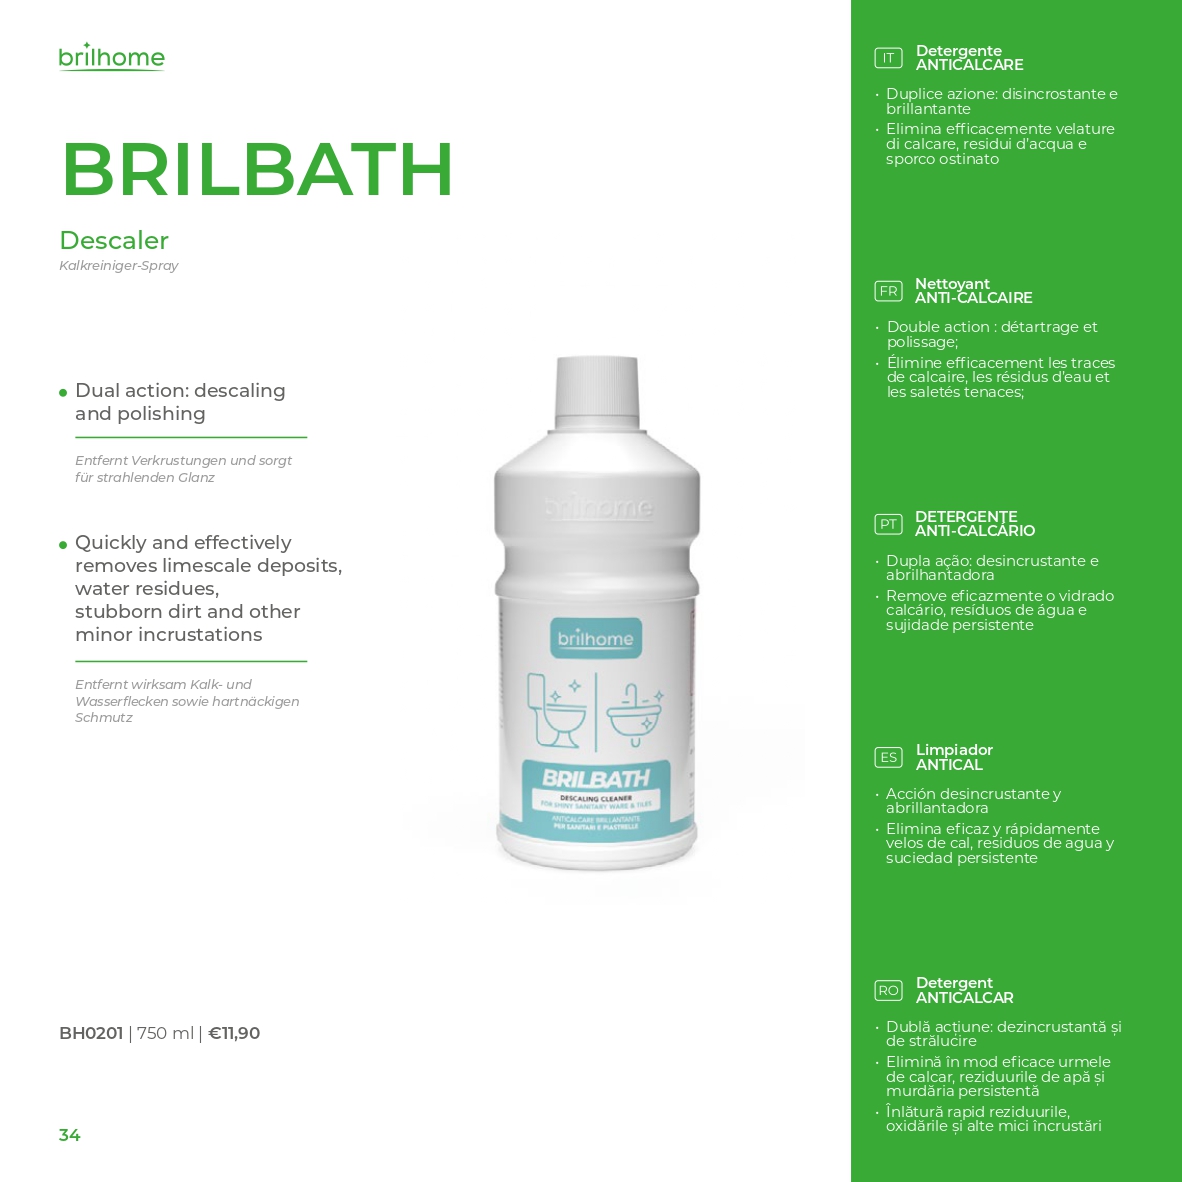 brilhome
BRILBATH
Descaler
Kalkreiniger-Spray
Dual action: descaling
and polishing
Entfernt Verkrustungen und sorgt
für strahlenden Glanz
Quickly and effectively
removes limescale deposits,
water residues,
stubborn dirt and other
minor incrustations
Entfernt wirksam Kalk- und
Wasserflecken sowie hartnäckigen
Schmutz
brilhome
brilhome
BRILBATH
DESCALING CLEANER
FOR SHINY SANITARY WARE & TILES
ANTICALCARE BRILLANTANTE
PER SANITARI E PIASTRELLE
BH0201 | 750 ml | €11,90
34
IT
Detergente
ANTICALCARE
• Duplice azione: disincrostante e
brillantante
• Elimina efficacemente velature
di calcare, residui d'acqua e
sporco ostinato
FR
Nettoyant
ANTI-CALCAIRE
• Double action : détartrage et
polissage;
• Élimine efficacement les traces
de calcaire, les résidus d'eau et
les saletés tenaces;
PT
DETERGENTE
ANTI-CALCÁRIO
• Dupla ação: desincrustante e
abrilhantadora
• Remove eficazmente o vidrado
calcário, resíduos de água e
sujidade persistente
ES
Limpiador
ANTICAL
• Acción desincrustante y
abrillantadora
• Elimina eficaz y rápidamente
velos de cal, residuos de agua y
suciedad persistente
RO
Detergent
ANTICALCAR
• Dublă acțiune: dezincrustantă și
de strălucire
• Elimină în mod eficace urmele
de calcar, reziduurile de apă și
murdăria persistentă
• Înlătură rapid reziduurile,
oxidările și alte mici încrustări